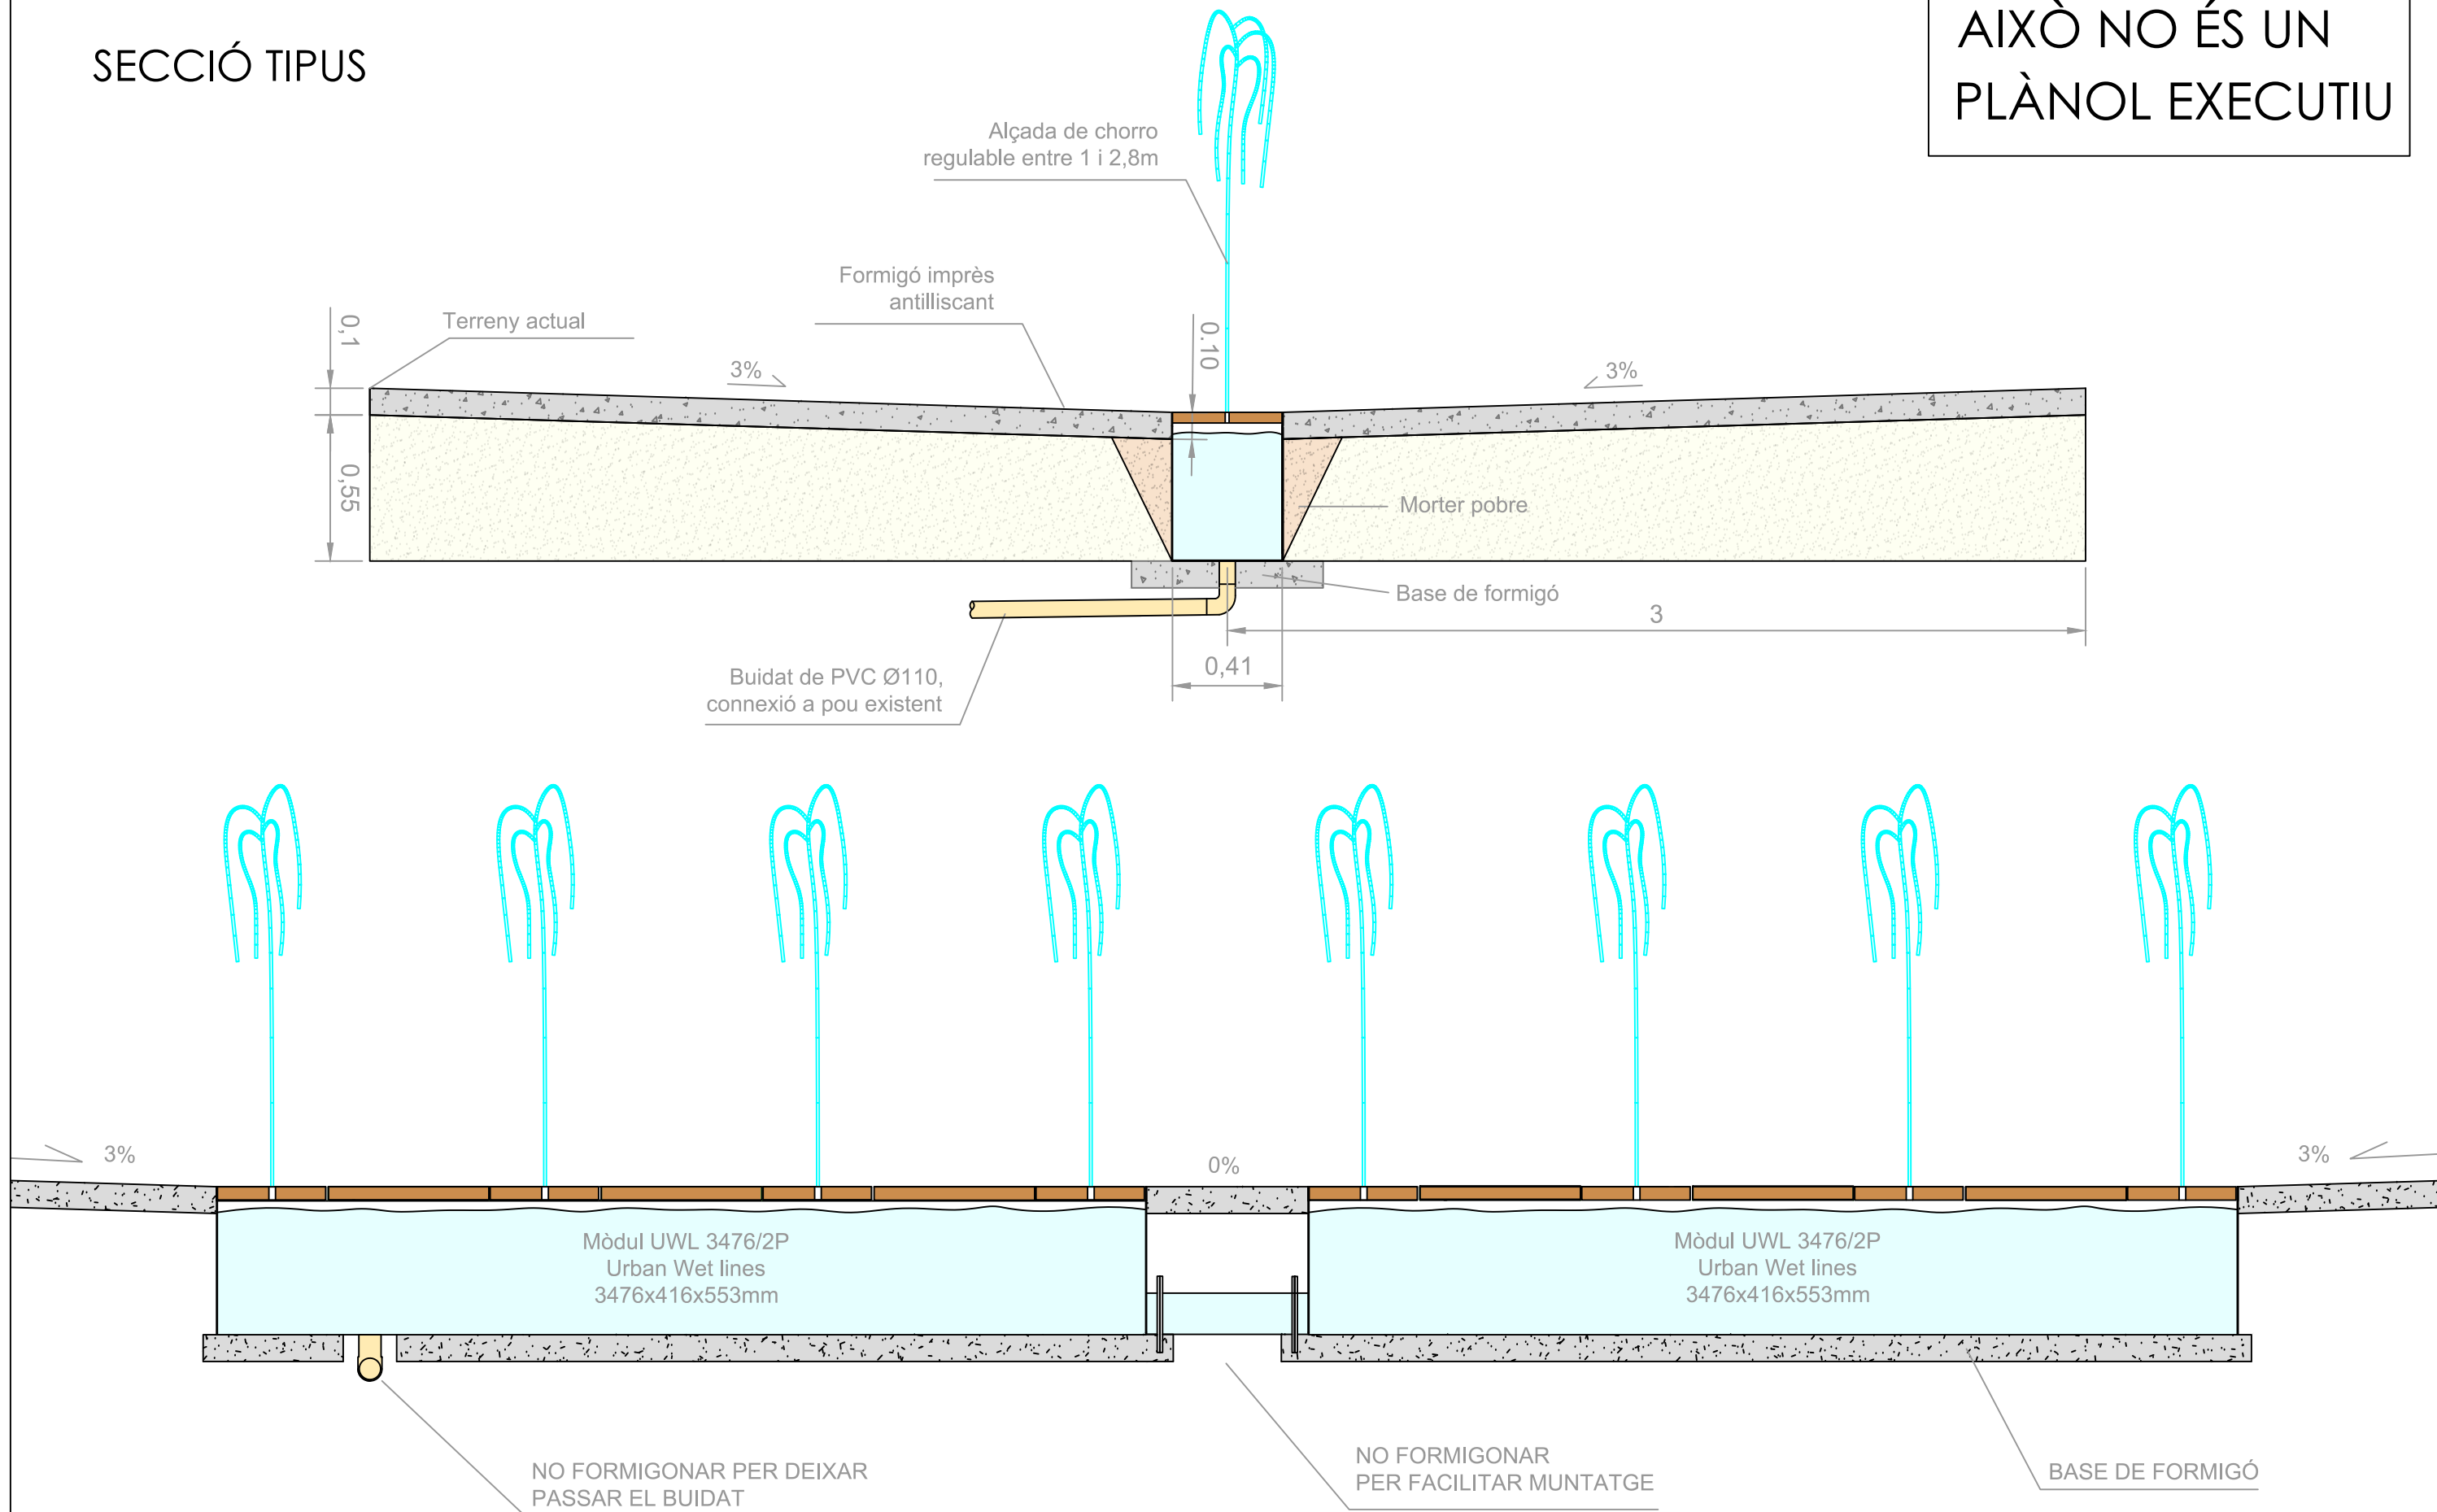 SECCIÓ TIPUS
AIXÒ NO ÉS UN
PLÀNOL EXECUTIU
Alçada de chorro
regulable entre 1 i 2,8m
Formigó imprès
antilliscant
Terreny actual
0,1
0.10
3%
3%
0,55
Morter pobre
Base de formigó
3
0,41
Buidat de PVC Ø110,
connexió a pou existent
3%
0%
3%
Mòdul UWL 3476/2P
Urban Wet lines
3476x416x553mm
Mòdul UWL 3476/2P
Urban Wet lines
3476x416x553mm
NO FORMIGONAR PER DEIXAR
PASSAR EL BUIDAT
NO FORMIGONAR
PER FACILITAR MUNTATGE
BASE DE FORMIGÓ